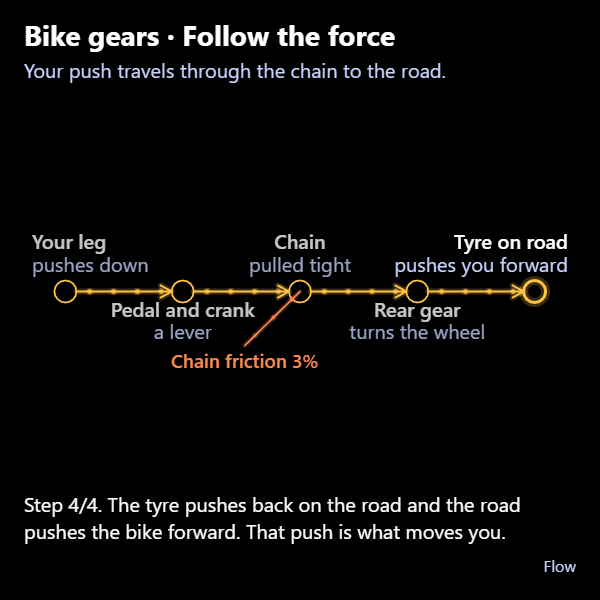 Bike gears · Follow the force
Your push travels through the chain to the road.
Your leg
pushes down
Chain
pulled tight
Tyre on road
pushes you forward
Pedal and crank
a lever
Rear gear
turns the wheel
Chain friction 3%
Step 4/4. The tyre pushes back on the road and the road
pushes the bike forward. That push is what moves you.
Flow